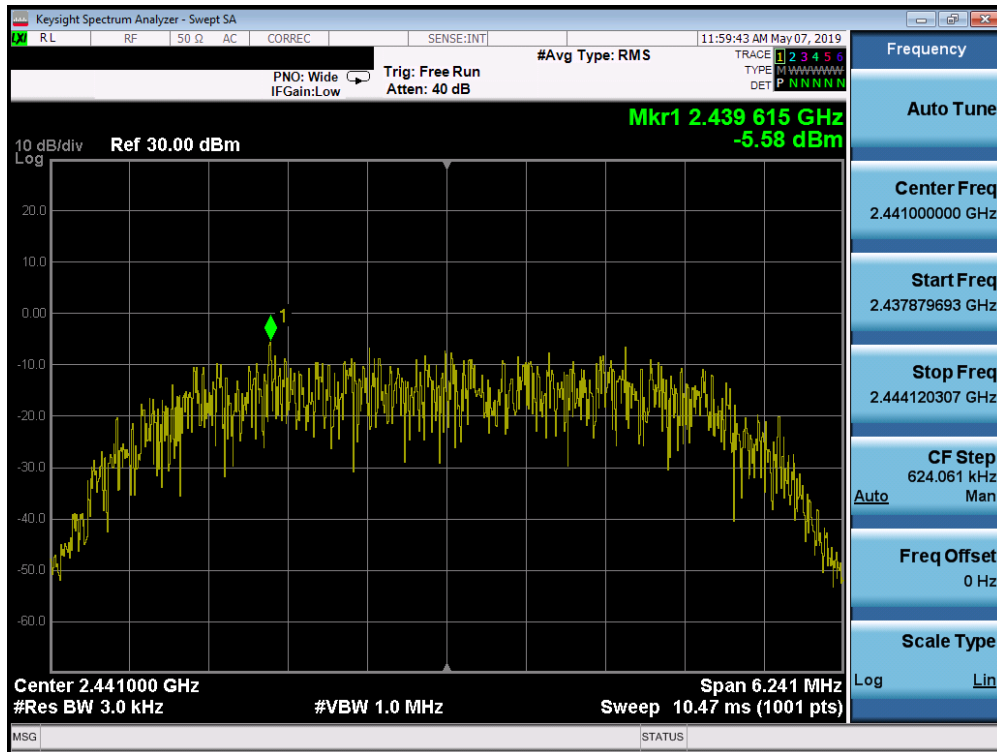 Keysight Spectrum Analyzer - Swept SA
LXI RL RF 50 Ω AC CORREC SENSE:INT 11:59:43 AM May 07, 2019
#Avg Type: RMS
TRACE 1 2 3 4 5 6
TYPE M W W W W W
DET P N N N N N
PNO: Wide
IFGain:Low
Trig: Free Run
Atten: 40 dB
Mkr1 2.439 615 GHz
-5.58 dBm
10 dB/div
Log
Ref 30.00 dBm
20.0
10.0
0.00
-10.0
-20.0
-30.0
-40.0
-50.0
-60.0
1
Center 2.441000 GHz
Span 6.241 MHz
#Res BW 3.0 kHz
#VBW 1.0 MHz
Sweep 10.47 ms (1001 pts)
MSG
STATUS
Frequency
Auto Tune
Center Freq
2.441000000 GHz
Start Freq
2.437879693 GHz
Stop Freq
2.444120307 GHz
CF Step
624.061 kHz
Auto Man
Freq Offset
0 Hz
Scale Type
Log Lin